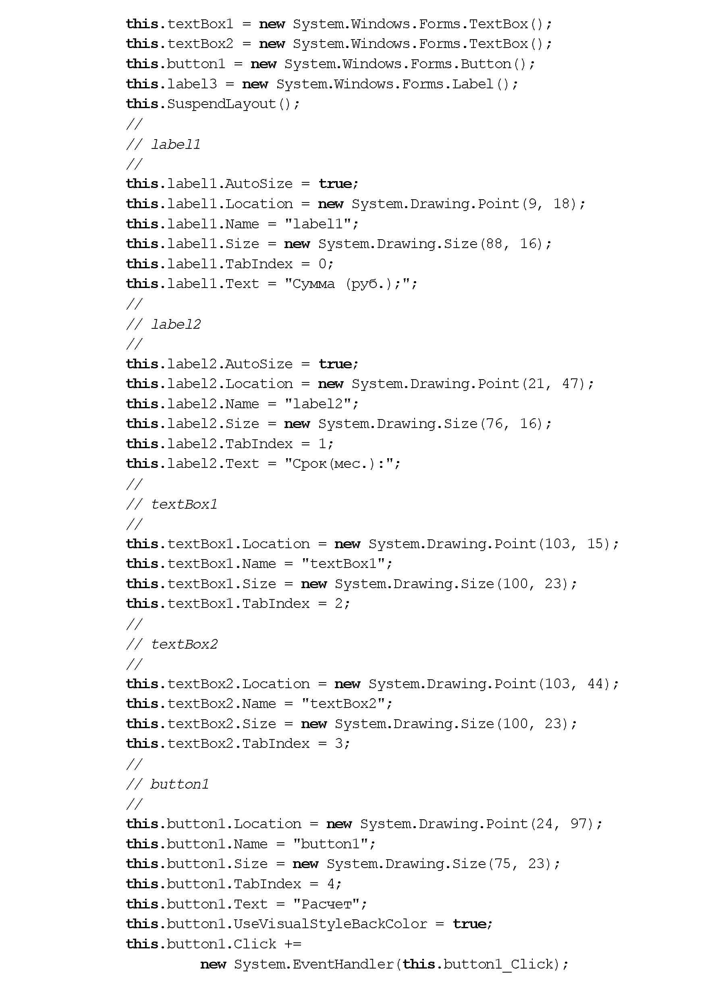 this.textBox1 = new System.Windows.Forms.TextBox();
this.textBox2 = new System.Windows.Forms.TextBox();
this.button1 = new System.Windows.Forms.Button();
this.label3 = new System.Windows.Forms.Label();
this.SuspendLayout();
//
// label1
//
this.label1.AutoSize = true;
this.label1.Location = new System.Drawing.Point(9, 18);
this.label1.Name = "label1";
this.label1.Size = new System.Drawing.Size(88, 16);
this.label1.TabIndex = 0;
this.label1.Text = "Сумма (руб.);";
//
// label2
//
this.label2.AutoSize = true;
this.label2.Location = new System.Drawing.Point(21, 47);
this.label2.Name = "label2";
this.label2.Size = new System.Drawing.Size(76, 16);
this.label2.TabIndex = 1;
this.label2.Text = "Срок(мес.):";
//
// textBox1
//
this.textBox1.Location = new System.Drawing.Point(103, 15);
this.textBox1.Name = "textBox1";
this.textBox1.Size = new System.Drawing.Size(100, 23);
this.textBox1.TabIndex = 2;
//
// textBox2
//
this.textBox2.Location = new System.Drawing.Point(103, 44);
this.textBox2.Name = "textBox2";
this.textBox2.Size = new System.Drawing.Size(100, 23);
this.textBox2.TabIndex = 3;
//
// button1
//
this.button1.Location = new System.Drawing.Point(24, 97);
this.button1.Name = "button1";
this.button1.Size = new System.Drawing.Size(75, 23);
this.button1.TabIndex = 4;
this.button1.Text = "Расчет";
this.button1.UseVisualStyleBackColor = true;
this.button1.Click +=
new System.EventHandler(this.button1_Click);